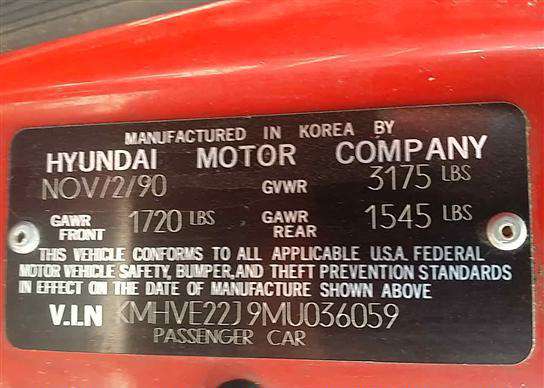 MANUFACTURED IN KOREA BY
HYUNDAI MOTOR COMPANY
NOV/2/90 GVWR 3175 LBS
GAWR FRONT 1720 LBS GAWR REAR 1545 LBS
THIS VEHICLE CONFORMS TO ALL APPLICABLE U.S.A. FEDERAL
MOTOR VEHICLE SAFETY, BUMPER, AND THEFT PREVENTION STANDARDS
IN EFFECT ON THE DATE OF MANUFACTURE SHOWN ABOVE
V.I.N KMHVE22J9MU036059
PASSENGER CAR